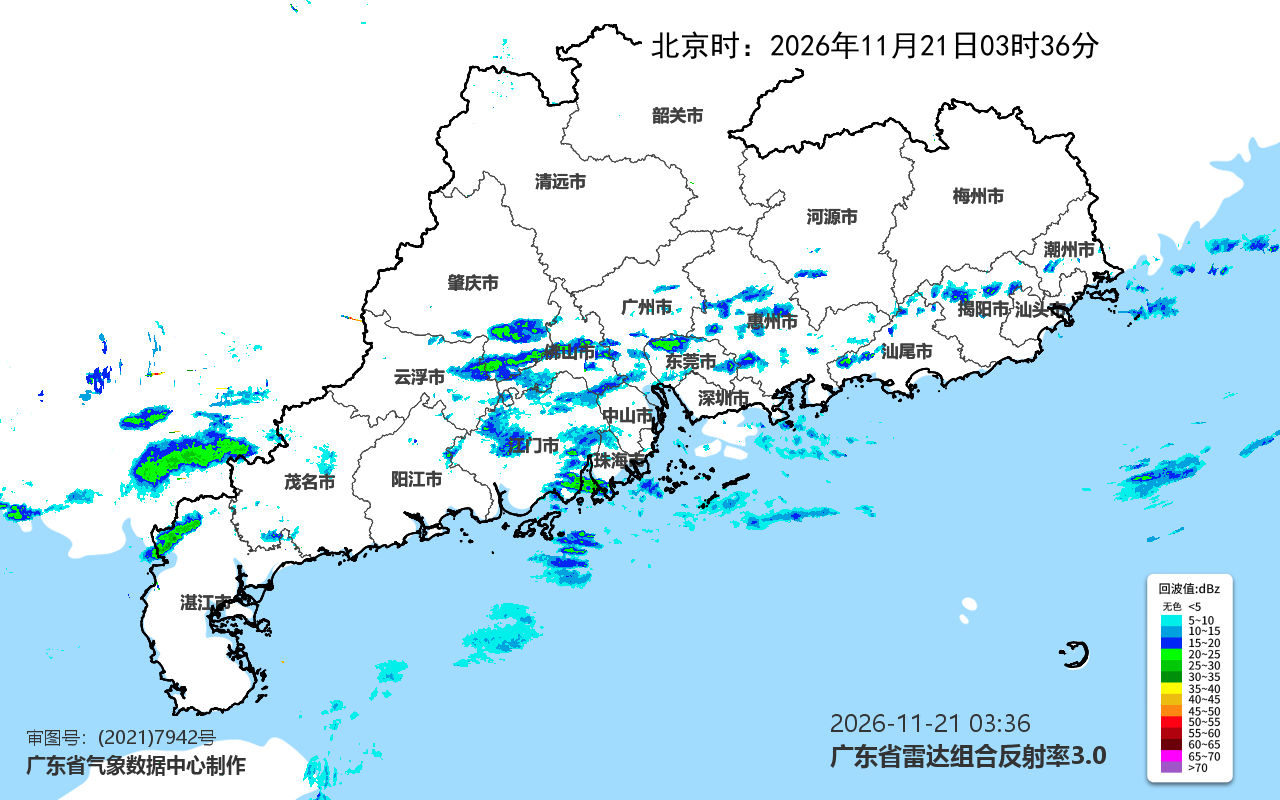 北京时：2026年11月21日03时36分
韶关市
清远市
梅州市
河源市
潮州市
肇庆市
广州市
揭阳市
汕头市
惠州市
佛山市
汕尾市
东莞市
云浮市
深圳市
中山市
江门市
珠海市
阳江市
茂名市
湛江市
回波值:dBz
无色 <5
5~10
10~15
15~20
20~25
25~30
30~35
35~40
40~45
45~50
50~55
55~60
60~65
65~70
>70
2026-11-21 03:36
广东省雷达组合反射率3.0
审图号：(2021)7942号
广东省气象数据中心制作